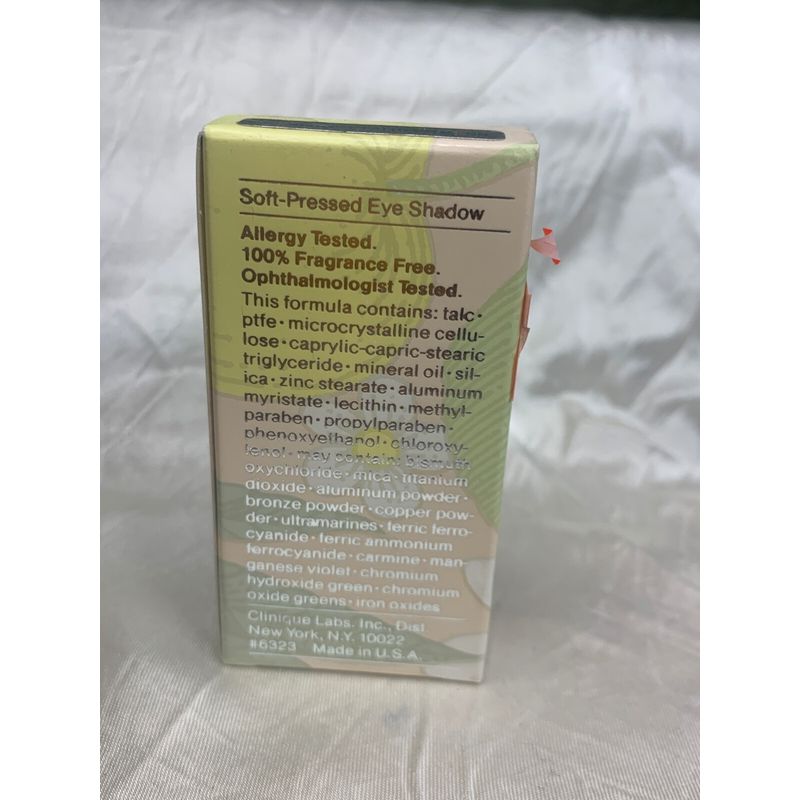 Soft-Pressed Eye Shadow
Allergy Tested.
100% Fragrance Free.
Ophthalmologist Tested.
This formula contains: talc•
ptfe•microcrystalline cellu-
lose•caprylic-capric-stearic
triglyceride•mineral oil•sil-
ica•zinc stearate•aluminum
myristate•lecithin•methyl-
paraben•propylparaben•
phenoxyethanol•chloroxy-
lenol•may contain: bismuth
oxychloride•mica•titanium
dioxide•aluminum powder•
bronze powder•copper pow-
der•ultramarines•ferric ferro-
cyanide•ferric ammonium
ferrocyanide•carmine•man-
ganese violet•chromium
hydroxide green•chromium
oxide greens•iron oxides
Clinique Labs. Inc., Dist
New York, N.Y. 10022
#6323 Made in U.S.A.